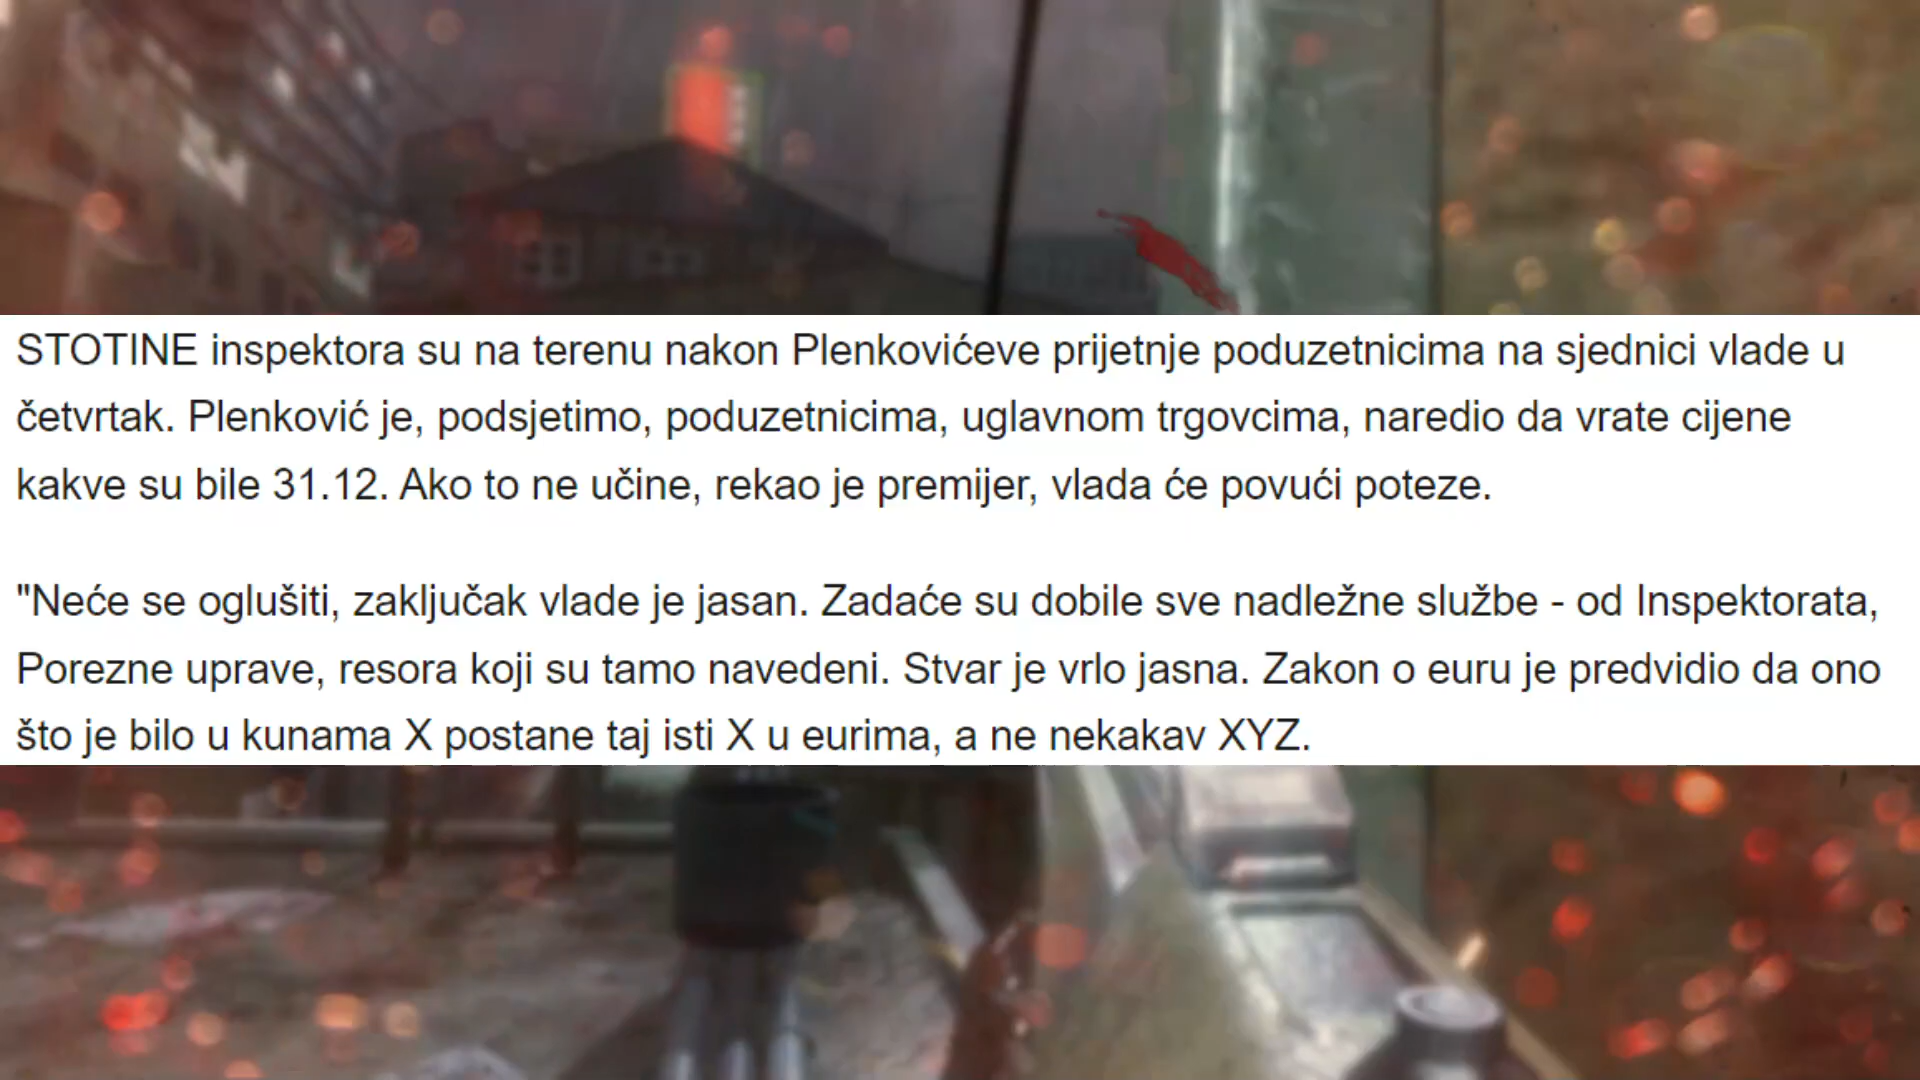 STOTINE inspektora su na terenu nakon Plenkovićeve prijetnje poduzetnicima na sjednici vlade u
četvrtak. Plenković je, podsjetimo, poduzetnicima, uglavnom trgovcima, naredio da vrate cijene
kakve su bile 31.12. Ako to ne učine, rekao je premijer, vlada će povući poteze.
"Neće se oglušiti, zaključak vlade je jasan. Zadaće su dobile sve nadležne službe - od Inspektorata,
Porezne uprave, resora koji su tamo navedeni. Stvar je vrlo jasna. Zakon o euru je predvidio da ono
što je bilo u kunama X postane taj isti X u eurima, a ne nekakav XYZ.